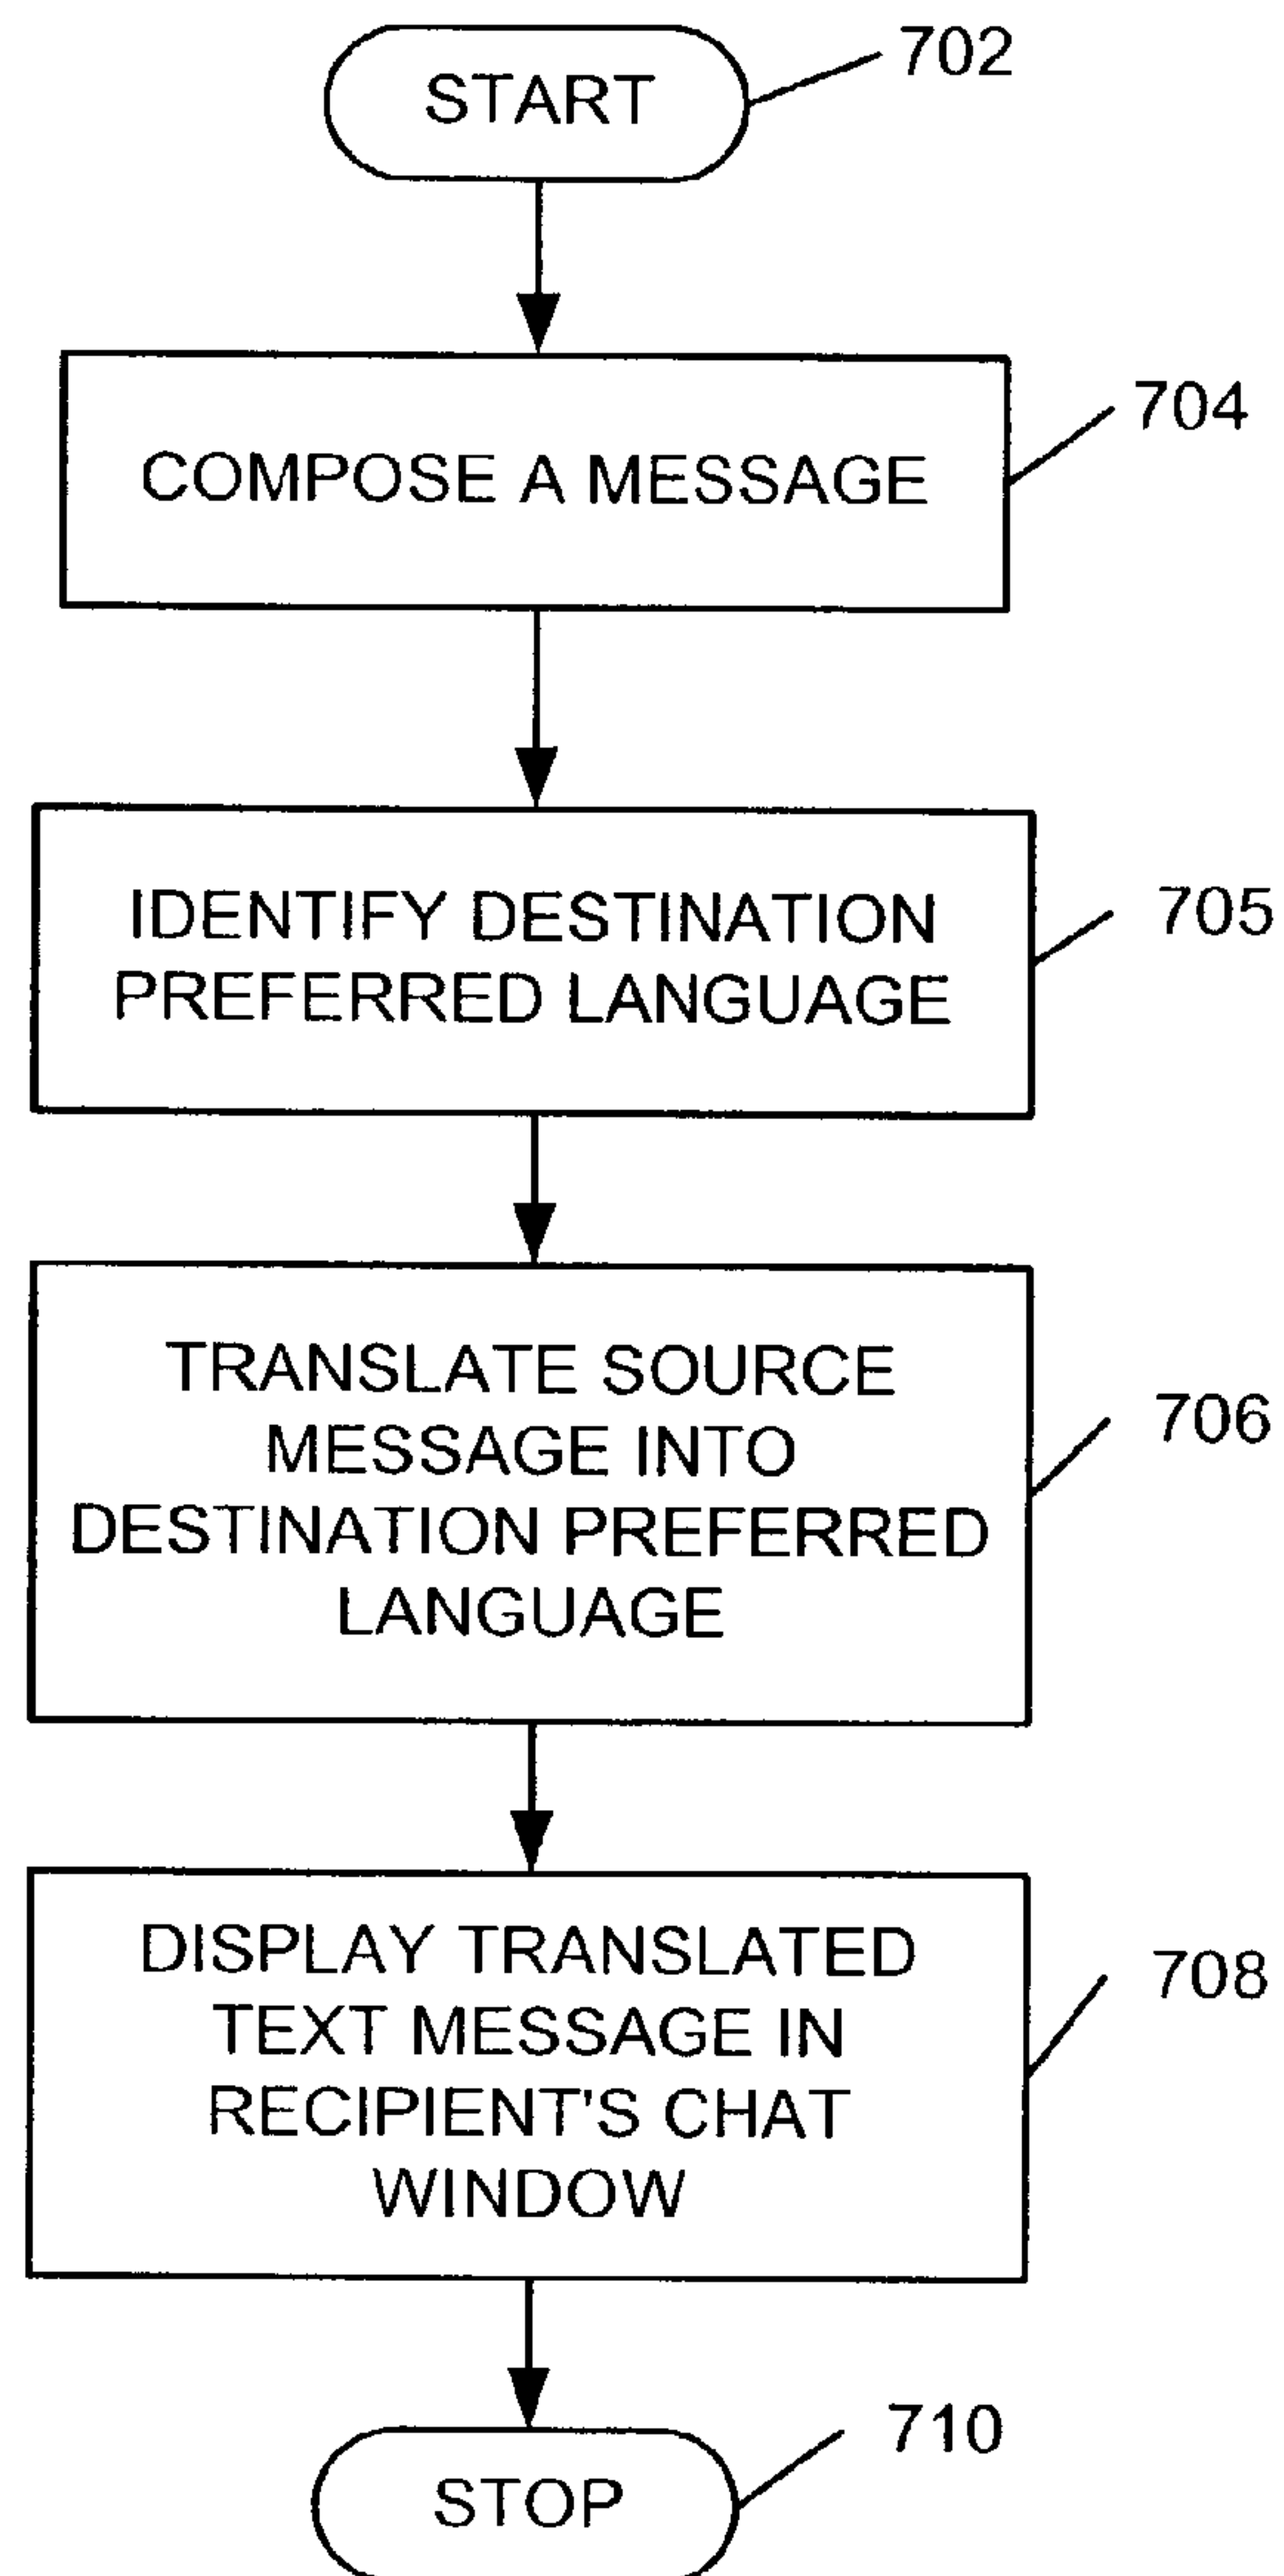 START
702
COMPOSE A MESSAGE
704
IDENTIFY DESTINATION
PREFERRED LANGUAGE
705
TRANSLATE SOURCE
MESSAGE INTO
DESTINATION PREFERRED
LANGUAGE
706
DISPLAY TRANSLATED
TEXT MESSAGE IN
RECIPIENT'S CHAT
WINDOW
708
STOP
710